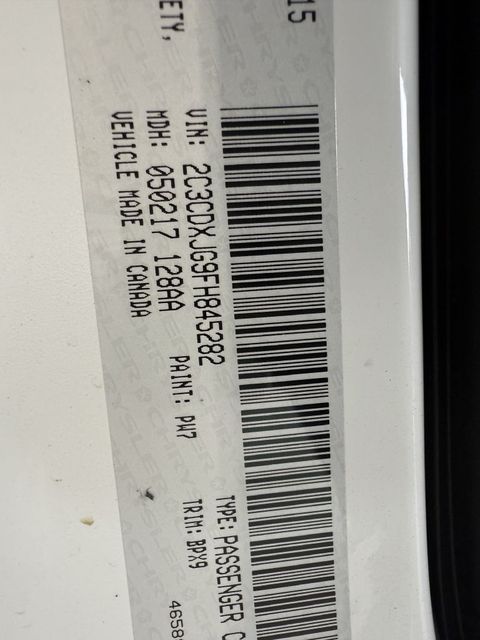 15
ETY,
VIN: 2C3CDXJG9FH845282
TYPE: PASSENGER C
MDH: 050217 128AA
PAINT: PW7
TRIM: BPX9
VEHICLE MADE IN CANADA
4658